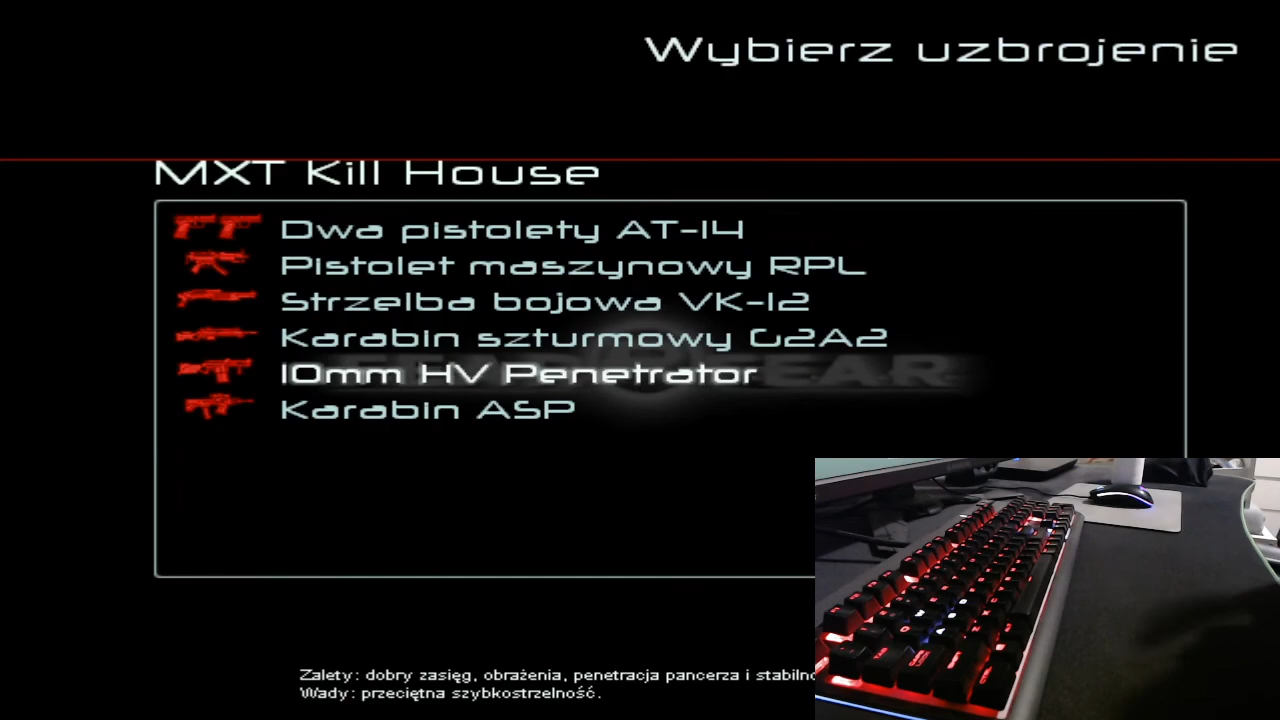 Wybierz uzbrojenie
MXT Kill House
Dwa pistolety AT-14
Pistolet maszynowy RPL
Strzelba bojowa VK-12
Karabin szturmowy G2A2
10mm HV Penetrator
Karabin ASP
Zalety: dobry zasięg, obrażenia, penetracja pancerza i
Wady: przeciętna szybkostrzelność.